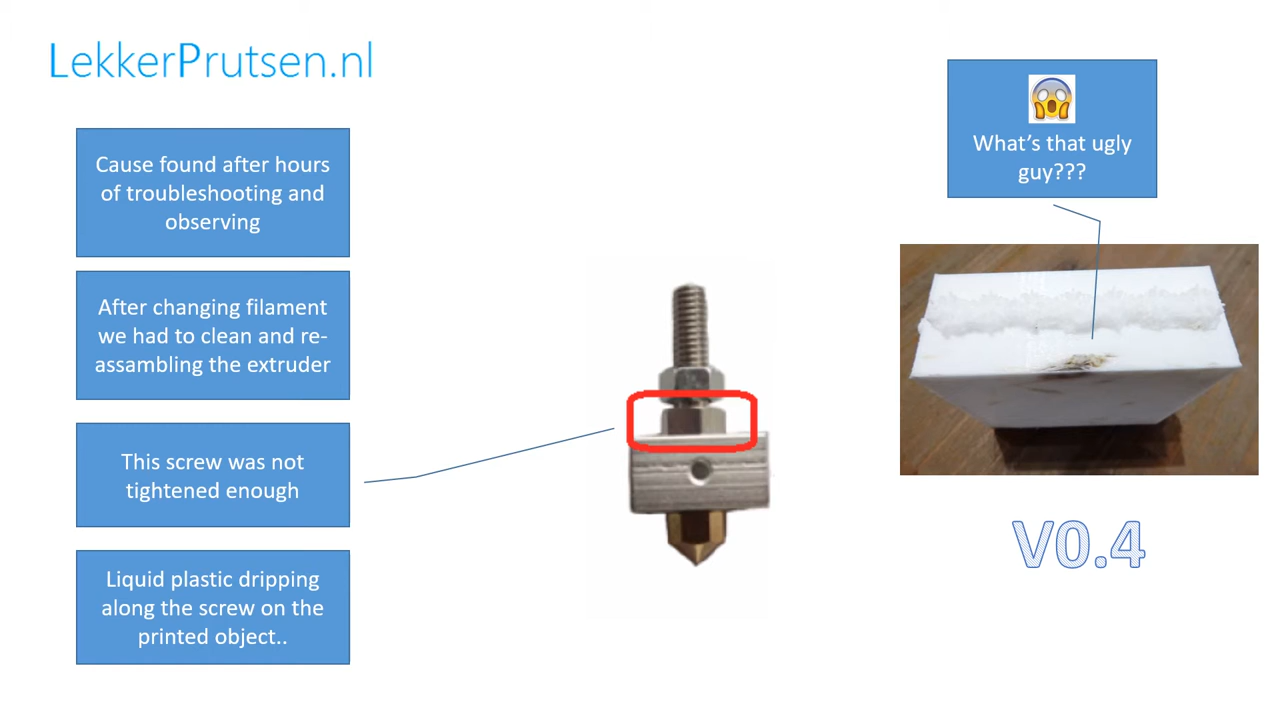 LekkerPrutsen.nl
Cause found after hours
of troubleshooting and
observing
After changing filament
we had to clean and re-
assembling the extruder
This screw was not
tightened enough
Liquid plastic dripping
along the screw on the
printed object..
What's that ugly
guy???
V0.4